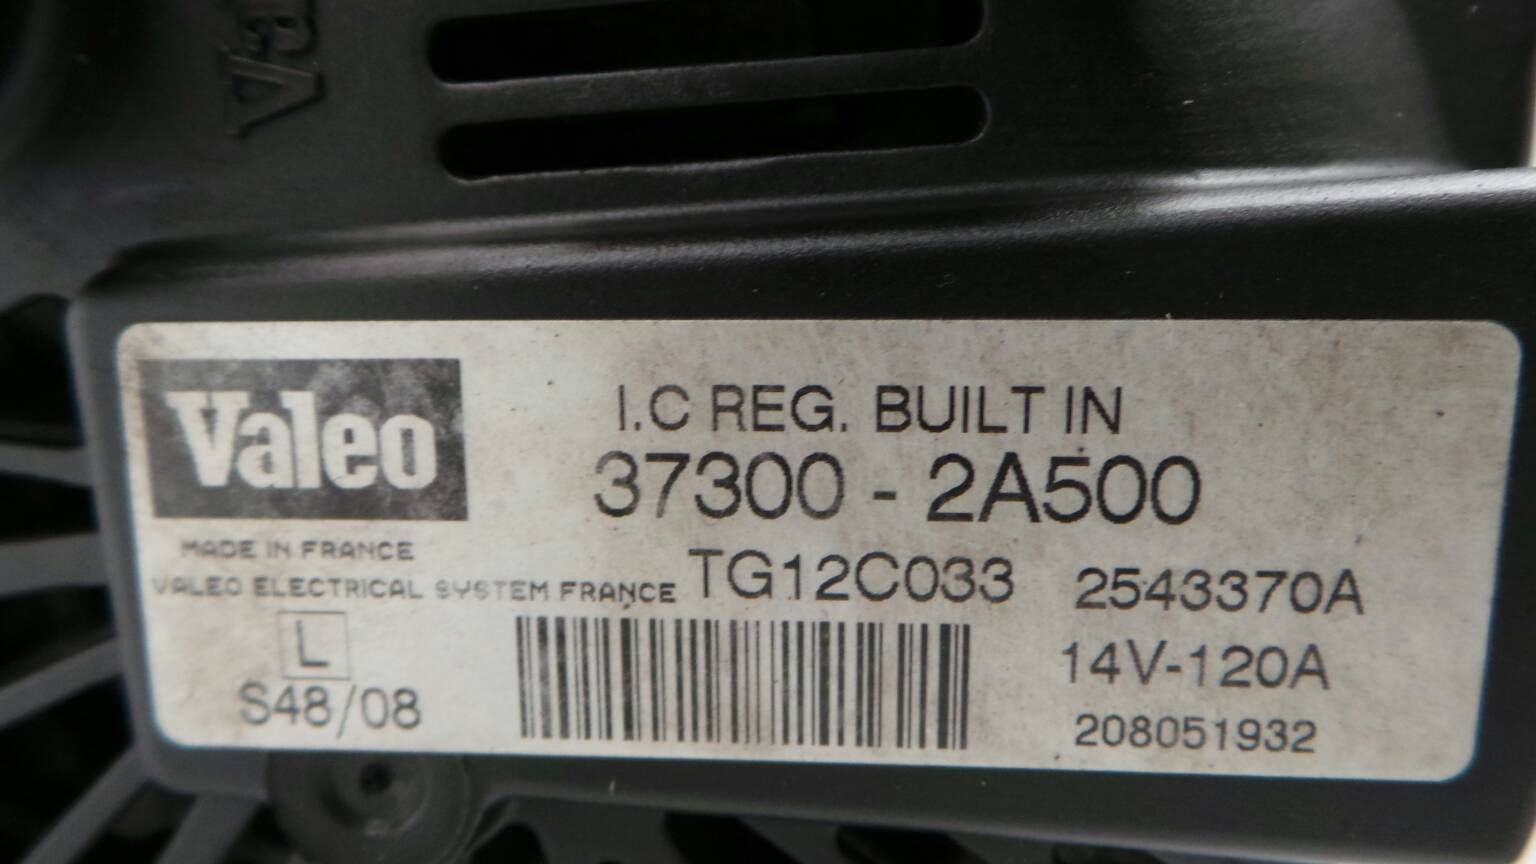 Valeo
I.C REG. BUILT IN
37300 - 2A500
MADE IN FRANCE
VALEO ELECTRICAL SYSTEM FRANCE TG12C033 2543370A
L
14V-120A
S48/08
208051932